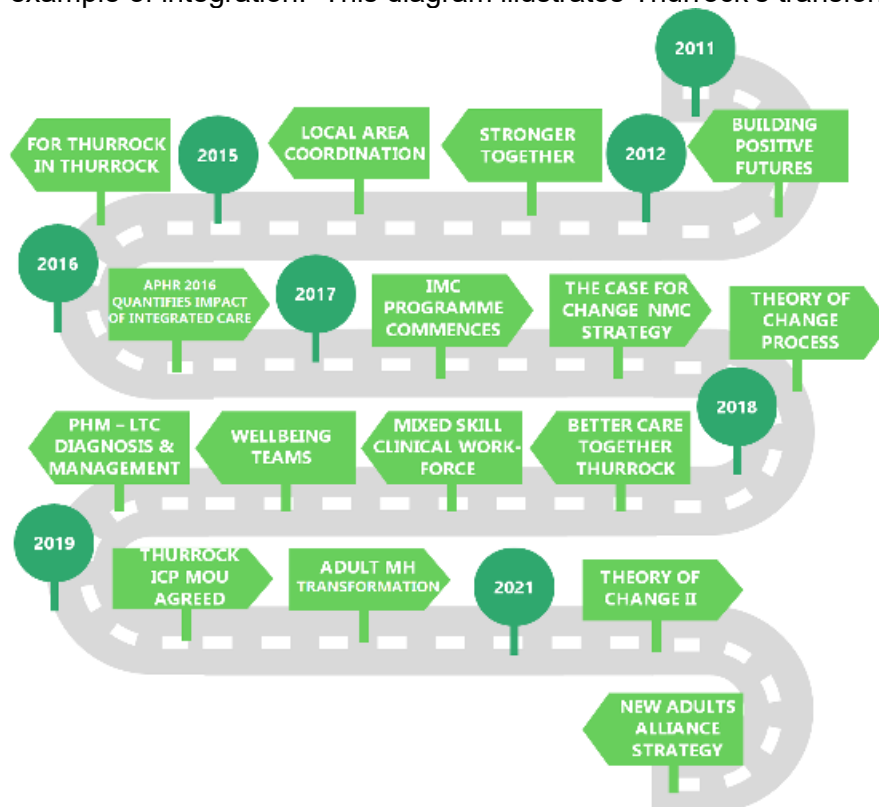 example of integration. This diagram illustrates Thurrock's transfor
2011
BUILDING
POSITIVE
FUTURES
2012
STRONGER
TOGETHER
LOCAL AREA
COORDINATION
2015
FOR THURROCK
IN THURROCK
2016
APHR 2016
QUANTIFIES IMPACT
OF INTEGRATED CARE
2017
IMC
PROGRAMME
COMMENCES
THE CASE FOR
CHANGE NMC
STRATEGY
THEORY OF
CHANGE
PROCESS
2018
BETTER CARE
TOGETHER
THURROCK
MIXED SKILL
CLINICAL WORK-
FORCE
WELLBEING
TEAMS
PHM – LTC
DIAGNOSIS &
MANAGEMENT
2019
THURROCK
ICP MOU
AGREED
ADULT MH
TRANSFORMATION
2021
THEORY OF
CHANGE II
NEW ADULTS
ALLIANCE
STRATEGY